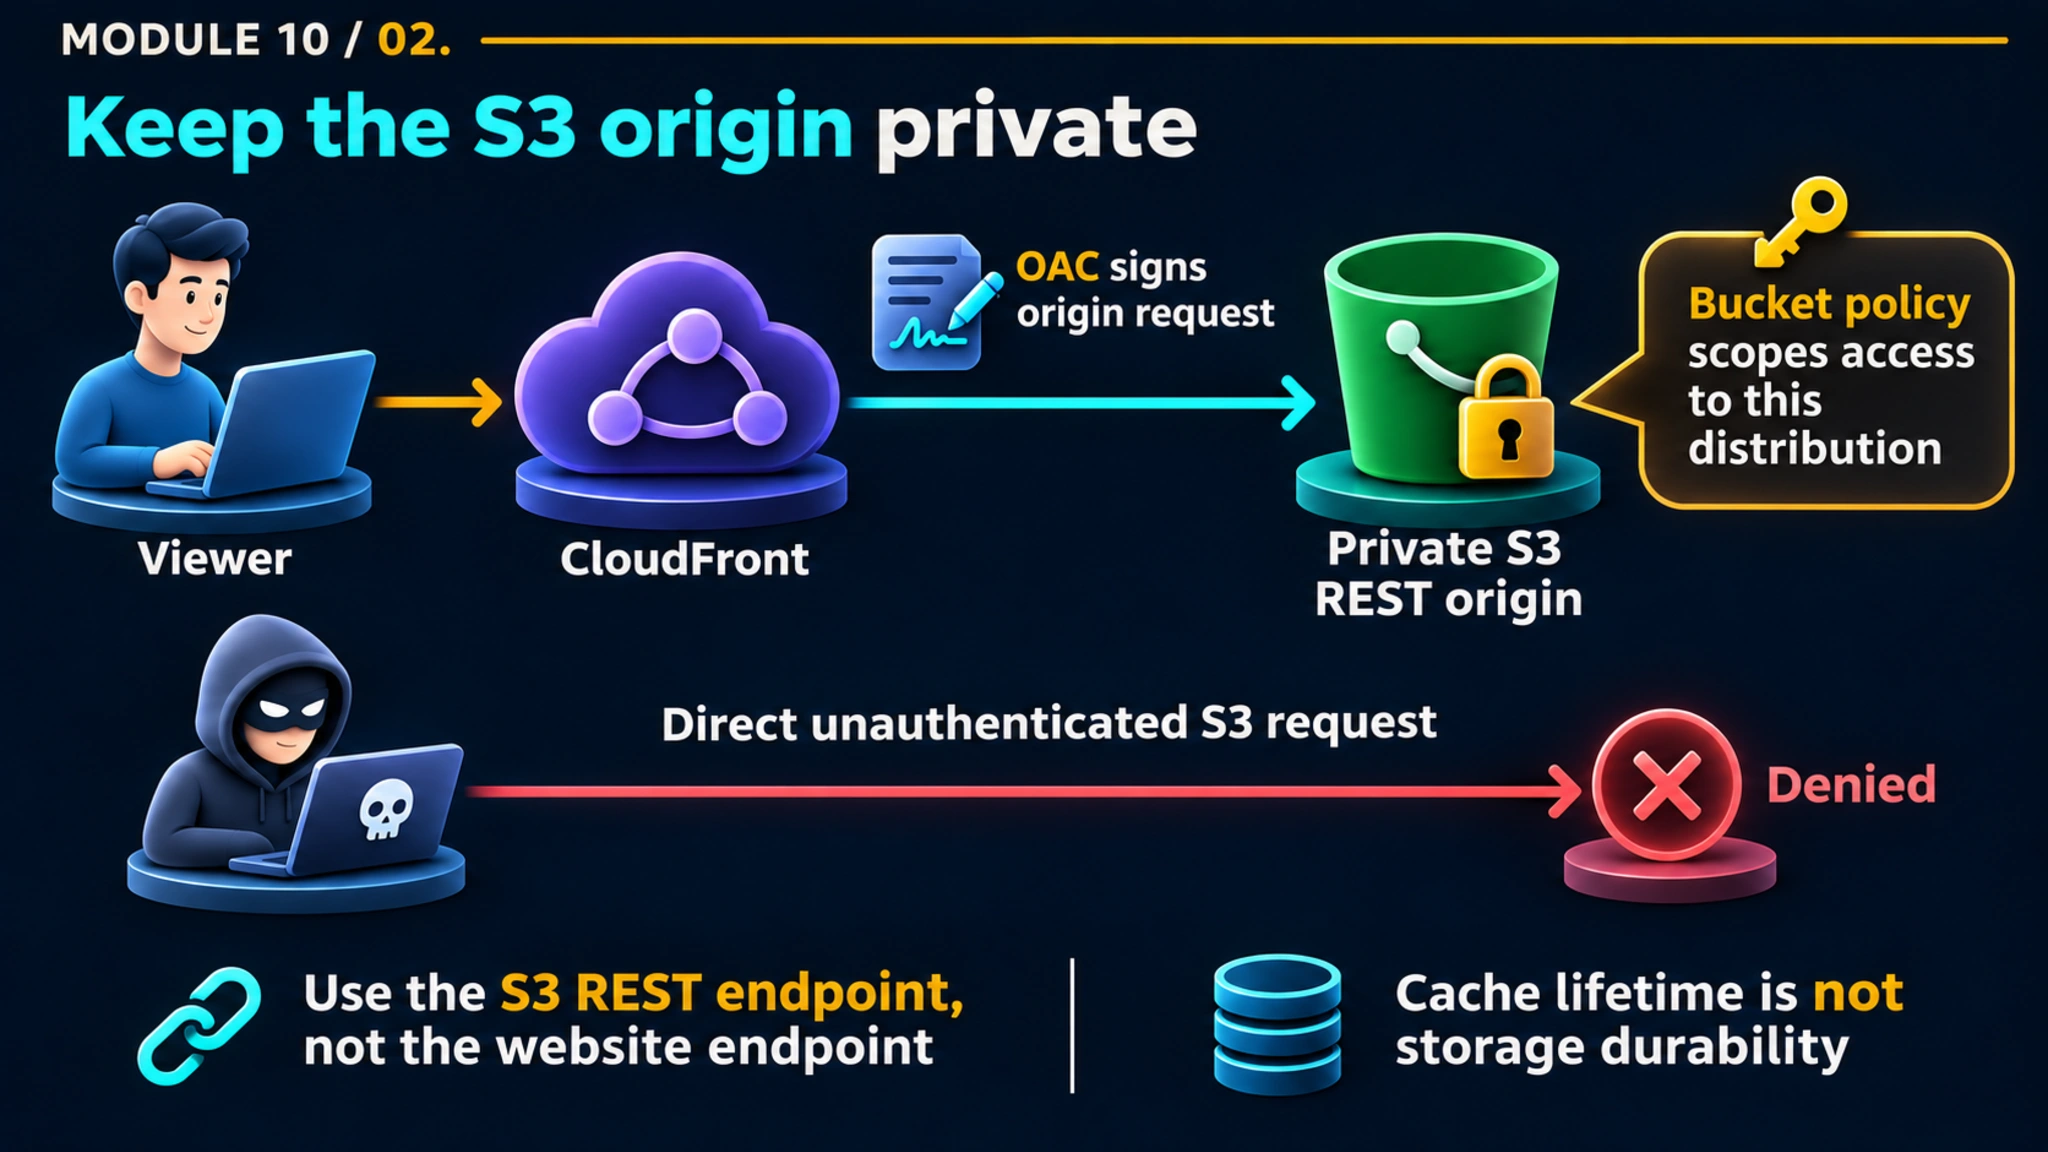 MODULE 10 / 02.
Keep the S3 origin private
OAC signs
origin request
Bucket policy
scopes access
to this
distribution
Viewer
CloudFront
Private S3
REST origin
Direct unauthenticated S3 request
Denied
Use the S3 REST endpoint,
not the website endpoint
Cache lifetime is not
storage durability